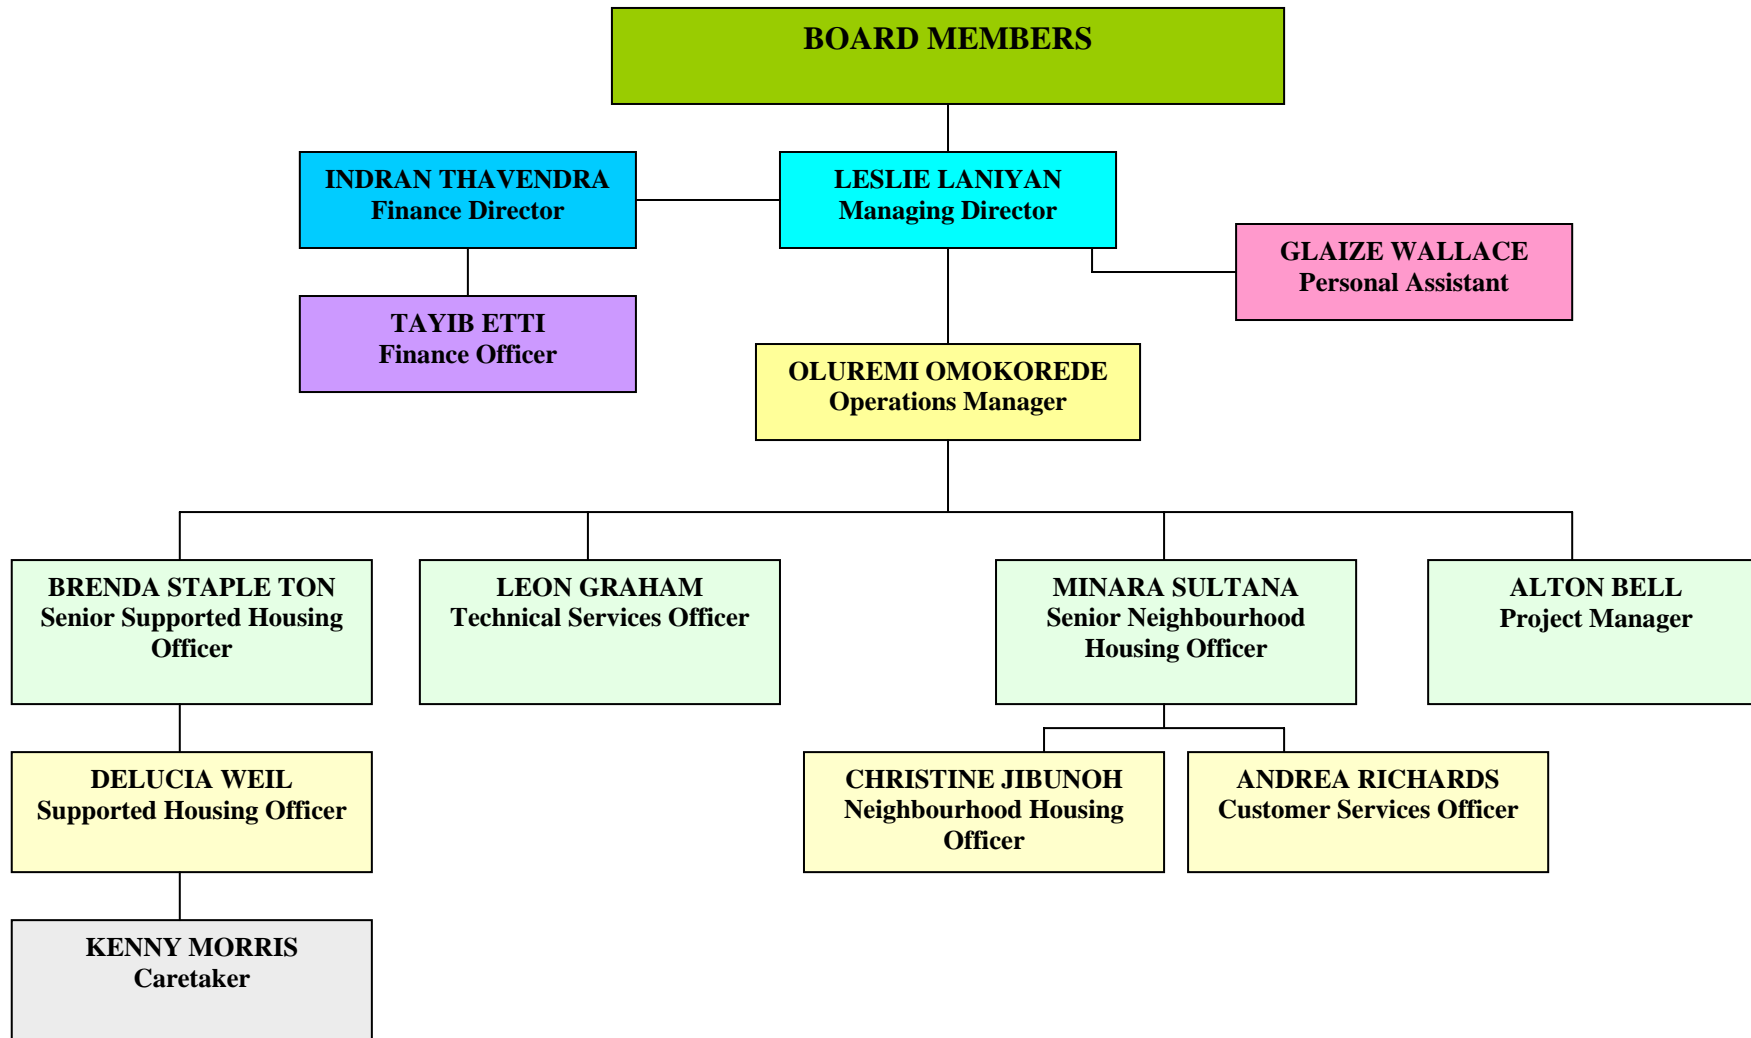 BOARD MEMBERS
INDRAN THAVENDRA
Finance Director
LESLIE LANIYAN
Managing Director
GLAIZE WALLACE
Personal Assistant
TAYIB ETTI
Finance Officer
OLUREMI OMOKOREDE
Operations Manager
BRENDA STAPLE TON
Senior Supported Housing
Officer
LEON GRAHAM
Technical Services Officer
MINARA SULTANA
Senior Neighbourhood
Housing Officer
ALTON BELL
Project Manager
DELUCIA WEIL
Supported Housing Officer
CHRISTINE JIBUNOH
Neighbourhood Housing
Officer
ANDREA RICHARDS
Customer Services Officer
KENNY MORRIS
Caretaker